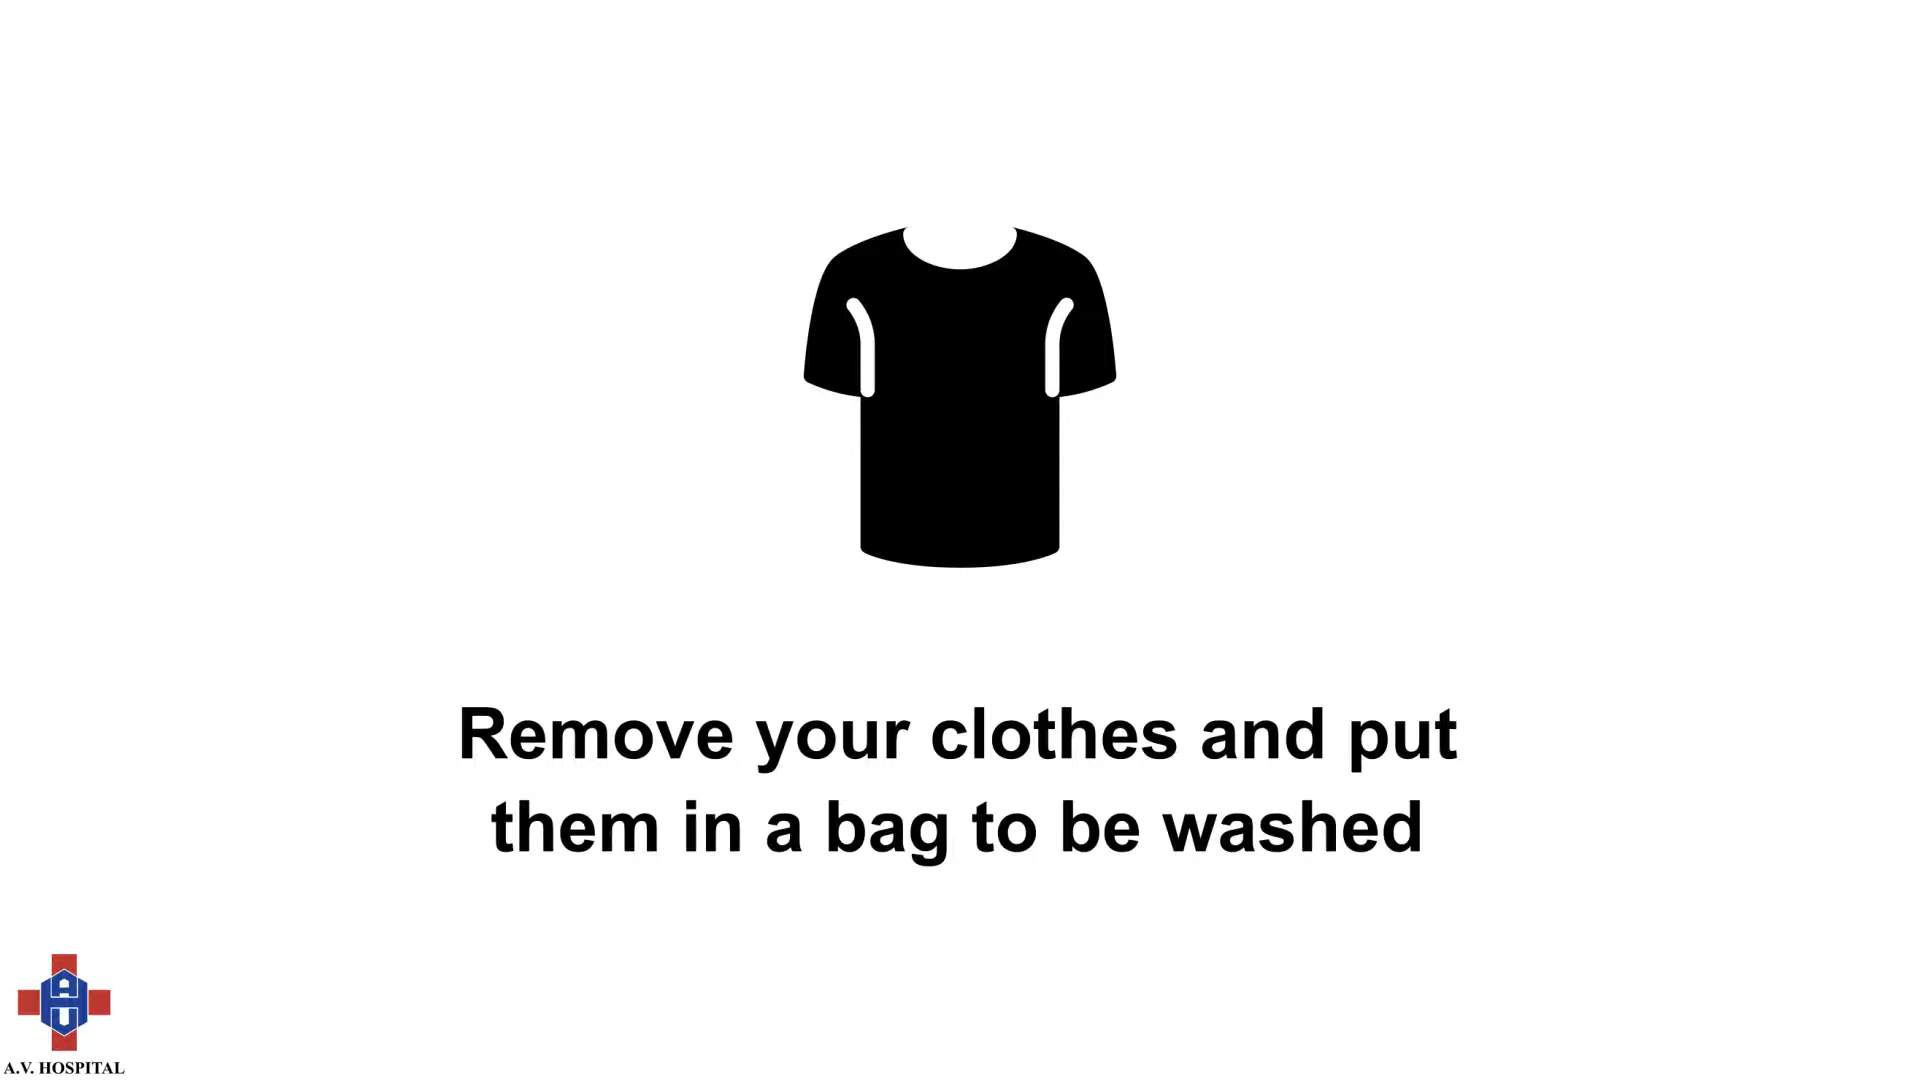 Remove your clothes and put
them in a bag to be washed
A.V. HOSPITAL